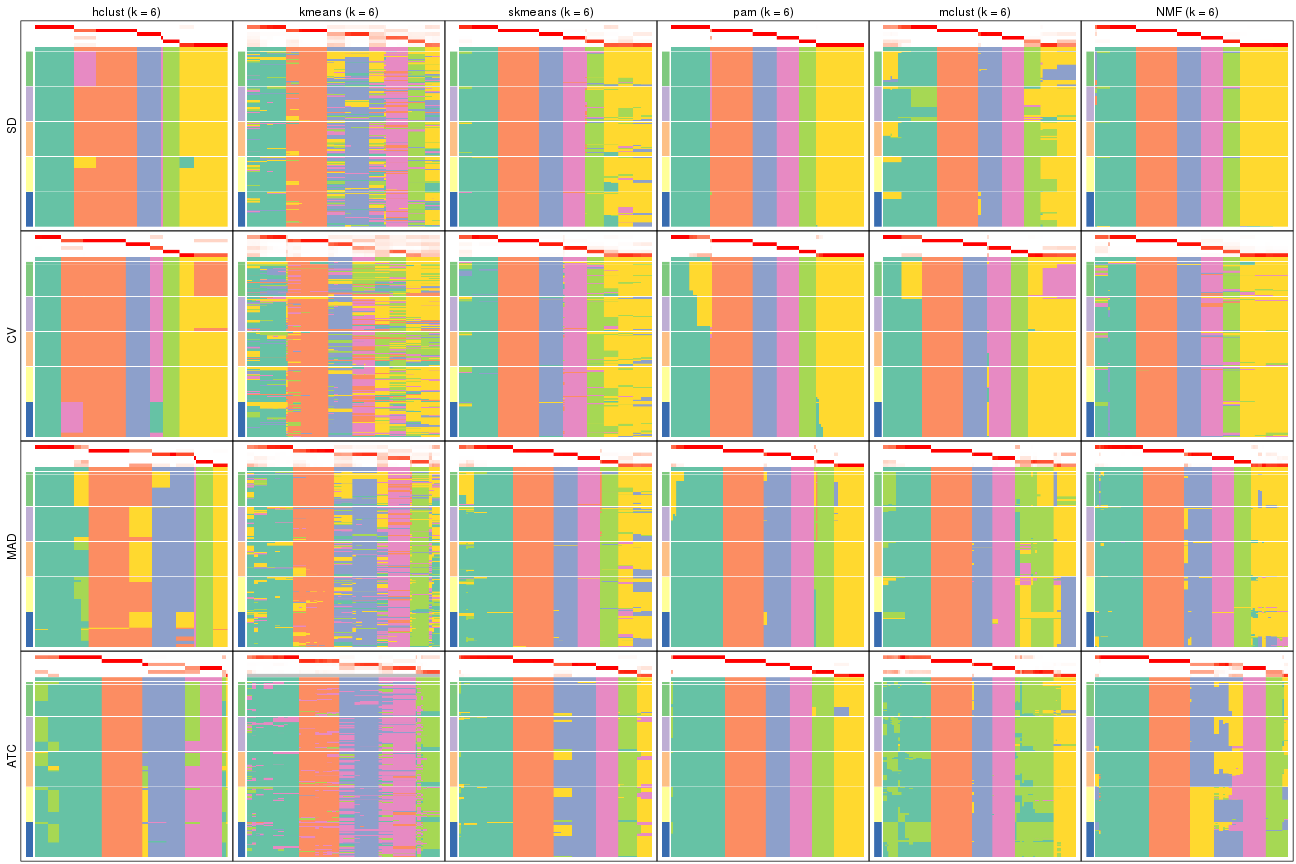 hclust (k = 6) kmeans (k = 6) skmeans (k = 6) pam (k = 6) mclust (k = 6) NMF (k = 6)
SD
CV
MAD
ATC